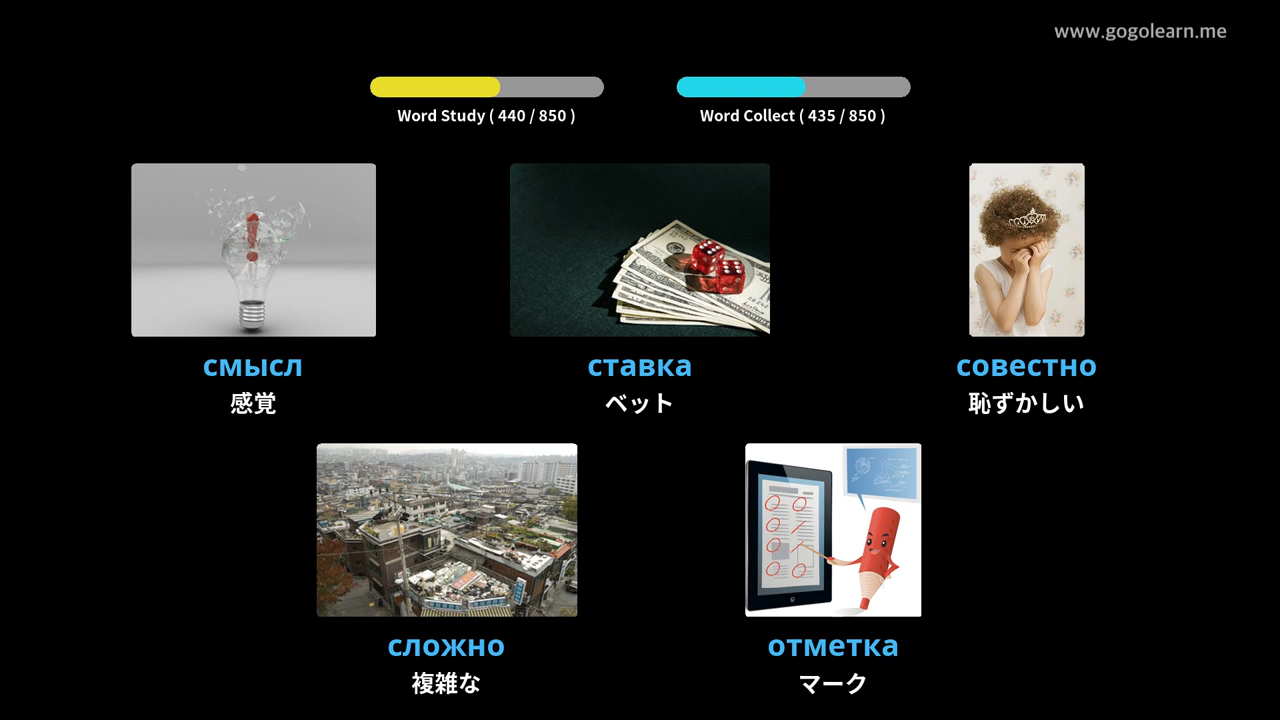 www.gogolearn.me
Word Study ( 440 / 850 )
Word Collect ( 435 / 850 )
смысл
感覚
ставка
ベット
совестно
恥ずかしい
сложно
複雑な
отметка
マーク